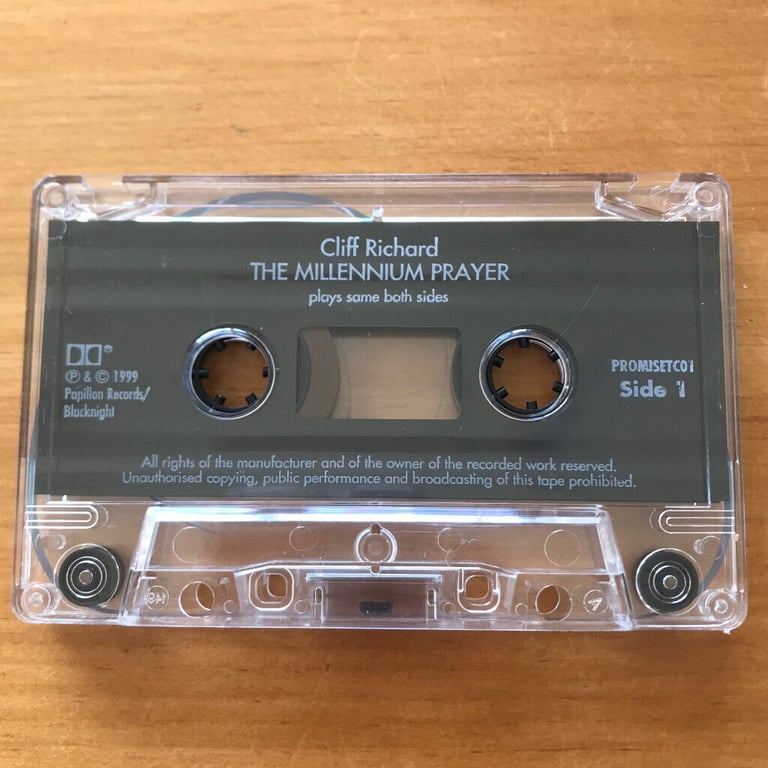 Cliff Richard
THE MILLENNIUM PRAYER
plays same both sides
℗ & © 1999
Papillon Records/
Blacknight
PROMISETC01
Side 1
All rights of the manufacturer and of the owner of the recorded work reserved.
Unauthorised copying, public performance and broadcasting of this tape prohibited.